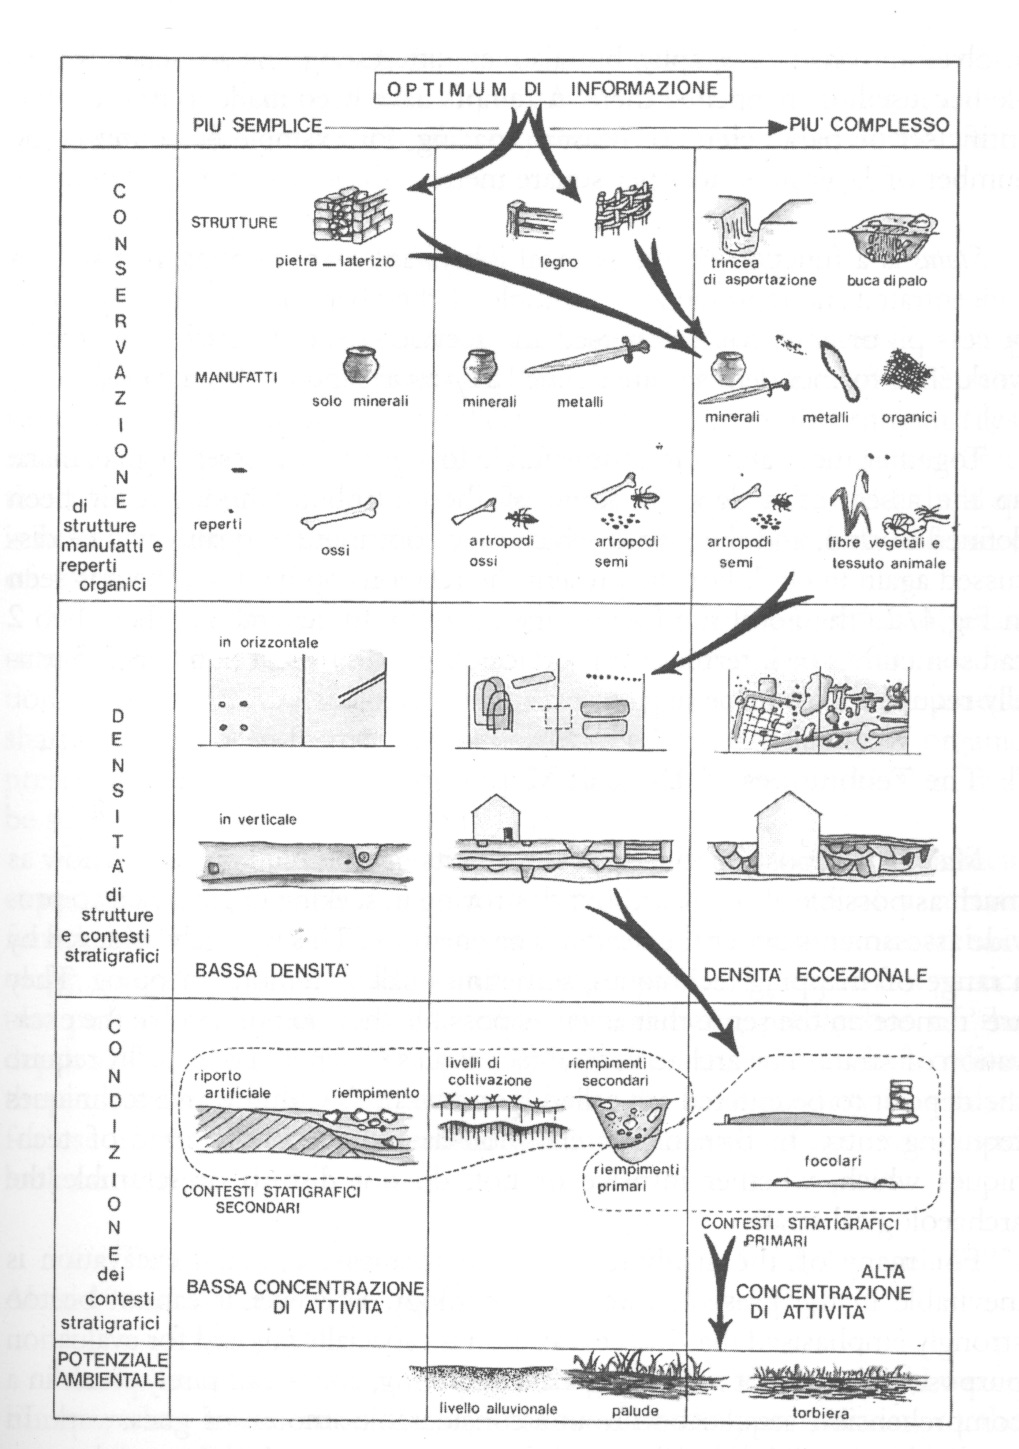 OPTIMUM DI INFORMAZIONE
PIU' SEMPLICE
PIU' COMPLESSO
CONSERVAZIONE
di
strutture
manufatti e
reperti
organici
STRUTTURE
pietra _ laterizio
legno
trincea
di asportazione
buca di palo
MANUFATTI
solo minerali
minerali
metalli
minerali
metalli
organici
reperti
ossi
artropodi
ossi
artropodi
semi
artropodi
semi
fibre vegetali e
tessuto animale
DENSITA'
di
strutture
e contesti
stratigrafici
in orizzontale
in verticale
BASSA DENSITA'
DENSITA' ECCEZIONALE
CONDIZIONE
dei
contesti
stratigrafici
riporto
artificiale
riempimento
livelli di
coltivazione
riempimenti
secondari
riempimenti
primari
focolari
CONTESTI STATIGRAFICI
SECONDARI
CONTESTI STRATIGRAFICI
PRIMARI
BASSA CONCENTRAZIONE
DI ATTIVITA'
ALTA
CONCENTRAZIONE
DI ATTIVITA'
POTENZIALE
AMBIENTALE
livello alluvionale
palude
torbiera